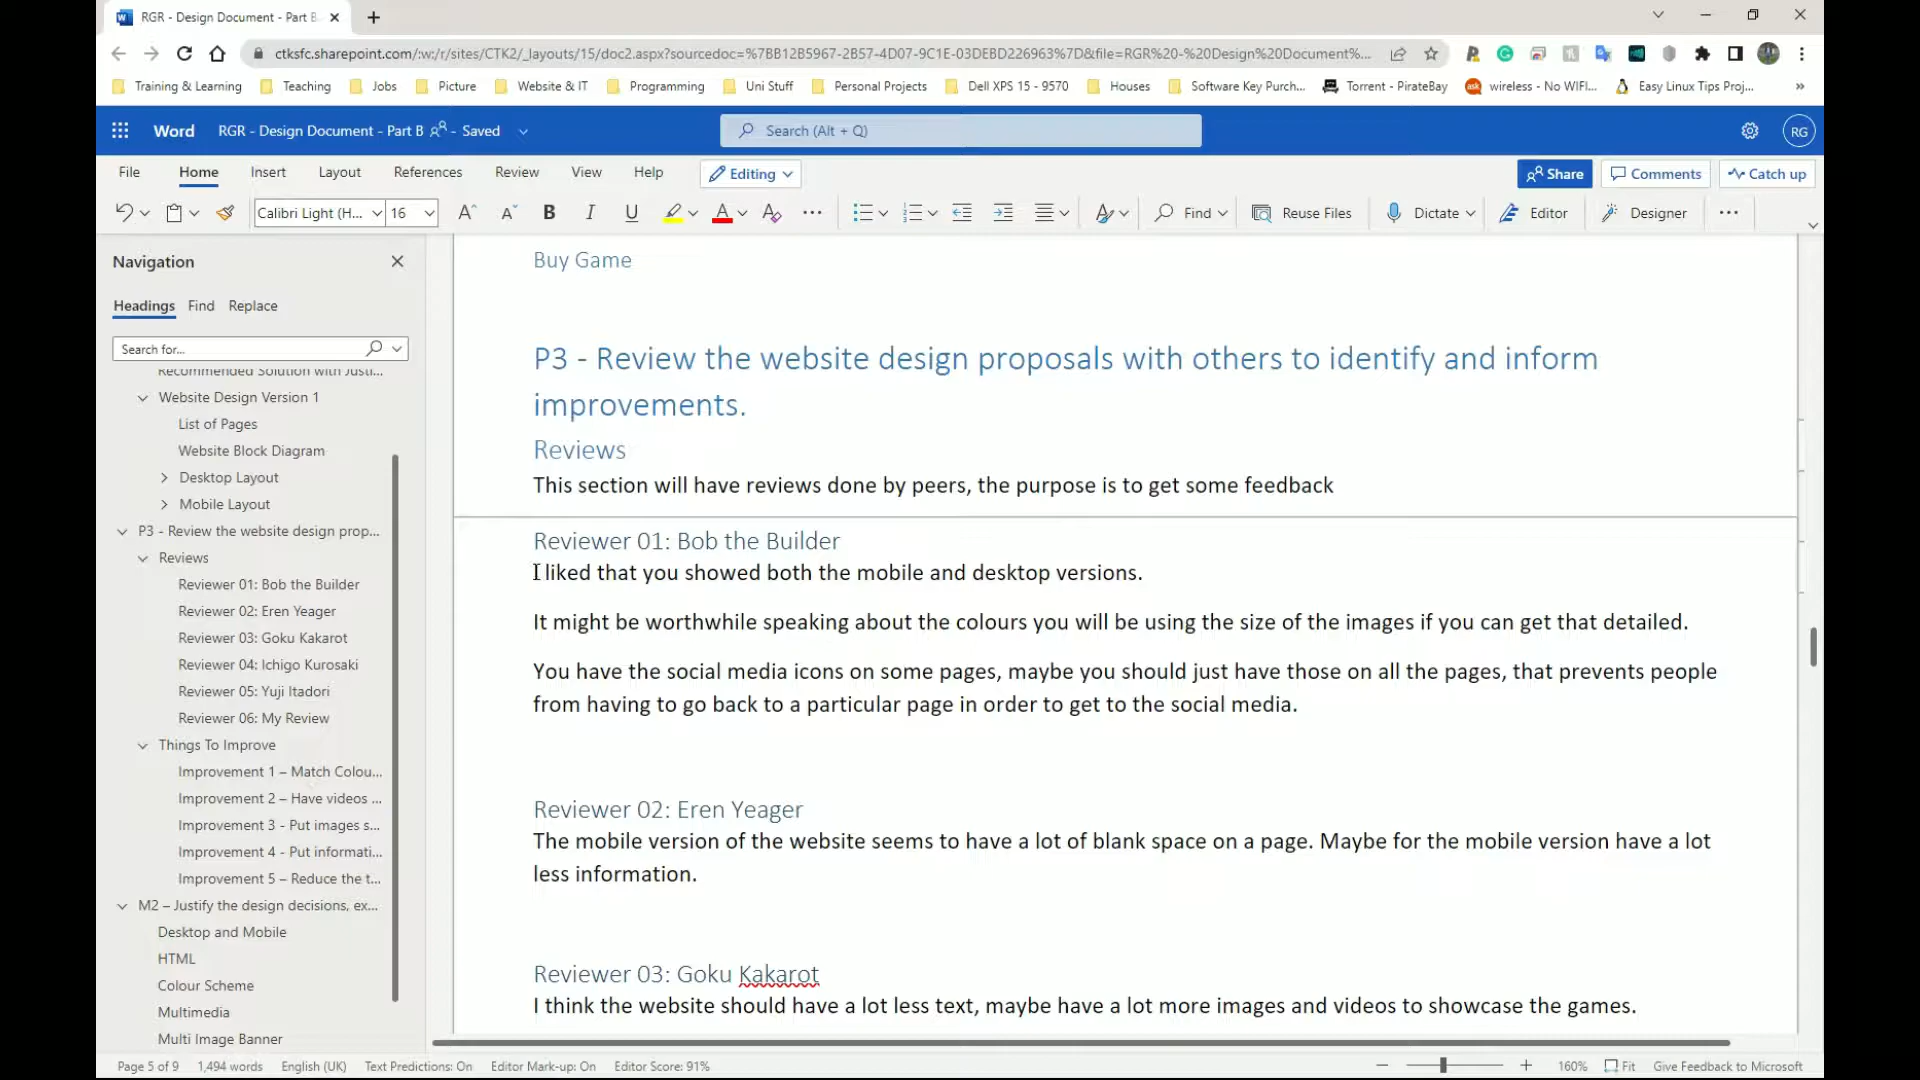 RGR - Design Document - Part B
ctksfc.sharepoint.com/:w:/r/sites/CTK2/_layouts/15/doc2.aspx?sourcedoc=%7BB12B5967-2B57-4D07-9C1E-03DEBD226963%7D&file=RGR%20-%20Design%20Document%...
Training & Learning Teaching Jobs Picture Website & IT Programming Uni Stuff Personal Projects Dell XPS 15 - 9570 Houses Software Key Purch... Torrent - PirateBay ask wireless - No WIFI... Easy Linux Tips Proj... »
Word RGR - Design Document - Part B - Saved Search (Alt + Q) RG
File Home Insert Layout References Review View Help Editing Share Comments Catch up
Calibri Light (H... 16 A A B I U A A ... Find Reuse Files Dictate Editor Designer ...
Navigation
Headings Find Replace
Search for...
Recommended Solution with Justi...
Website Design Version 1
List of Pages
Website Block Diagram
Desktop Layout
Mobile Layout
P3 - Review the website design prop...
Reviews
Reviewer 01: Bob the Builder
Reviewer 02: Eren Yeager
Reviewer 03: Goku Kakarot
Reviewer 04: Ichigo Kurosaki
Reviewer 05: Yuji Itadori
Reviewer 06: My Review
Things To Improve
Improvement 1 – Match Colou...
Improvement 2 – Have videos ...
Improvement 3 - Put images s...
Improvement 4 - Put informati...
Improvement 5 – Reduce the t...
M2 – Justify the design decisions, ex...
Desktop and Mobile
HTML
Colour Scheme
Multimedia
Multi Image Banner
Buy Game
P3 - Review the website design proposals with others to identify and inform
improvements.
Reviews
This section will have reviews done by peers, the purpose is to get some feedback
Reviewer 01: Bob the Builder
I liked that you showed both the mobile and desktop versions.
It might be worthwhile speaking about the colours you will be using the size of the images if you can get that detailed.
You have the social media icons on some pages, maybe you should just have those on all the pages, that prevents people
from having to go back to a particular page in order to get to the social media.
Reviewer 02: Eren Yeager
The mobile version of the website seems to have a lot of blank space on a page. Maybe for the mobile version have a lot
less information.
Reviewer 03: Goku Kakarot
I think the website should have a lot less text, maybe have a lot more images and videos to showcase the games.
Page 5 of 9 1,494 words English (UK) Text Predictions: On Editor Mark-up: On Editor Score: 91% 160% Fit Give Feedback to Microsoft